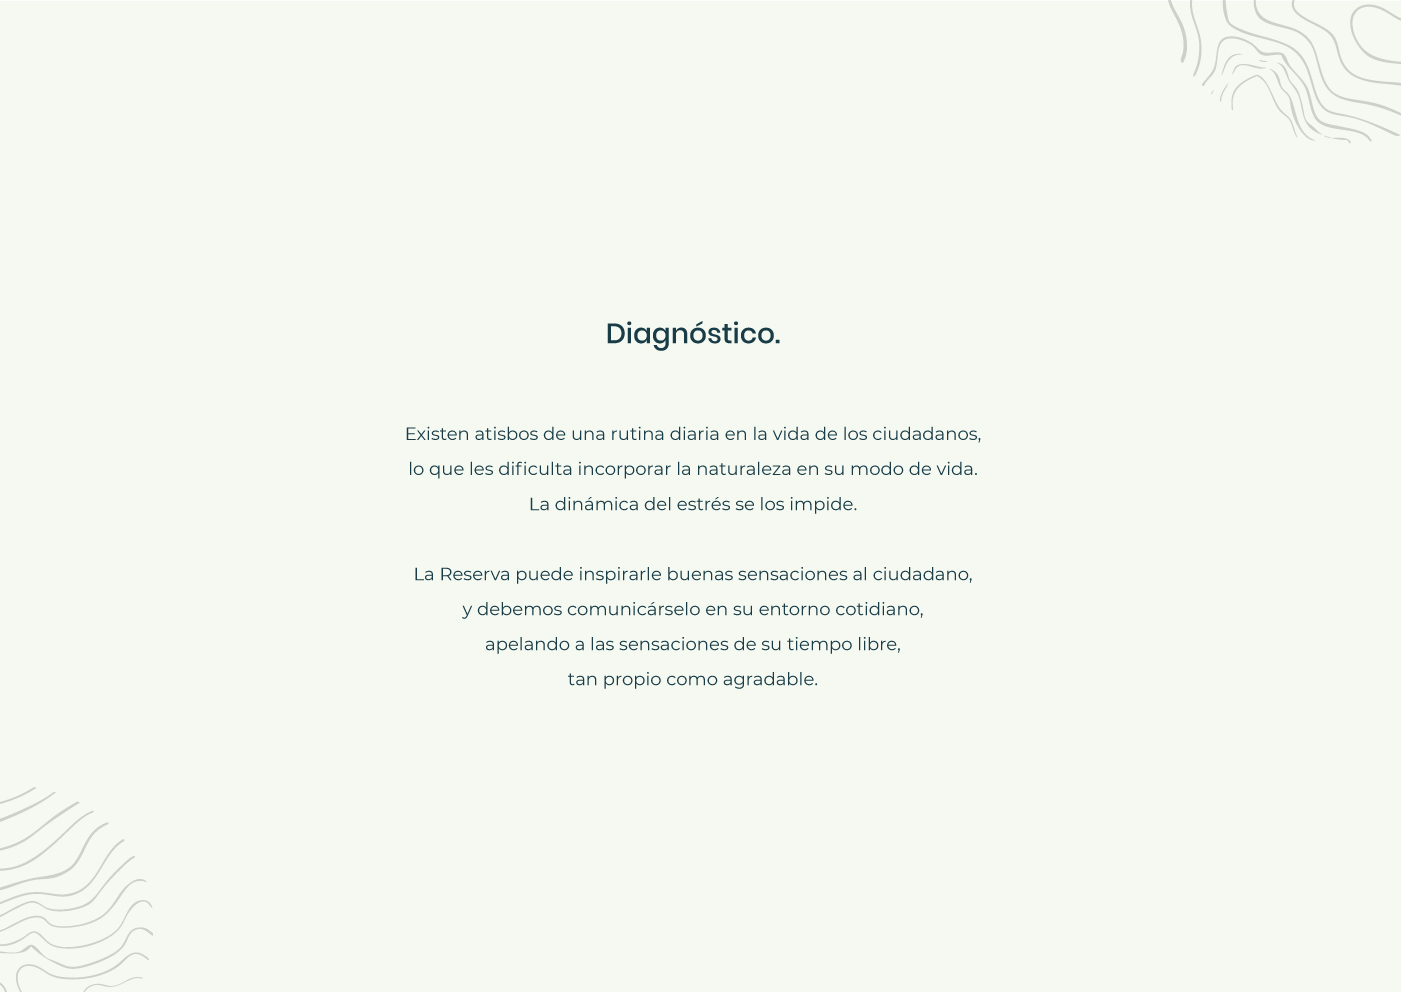 Diagnóstico.
Existen atisbos de una rutina diaria en la vida de los ciudadanos,
lo que les dificulta incorporar la naturaleza en su modo de vida.
La dinámica del estrés se los impide.
La Reserva puede inspirarle buenas sensaciones al ciudadano,
y debemos comunicárselo en su entorno cotidiano,
apelando a las sensaciones de su tiempo libre,
tan propio como agradable.